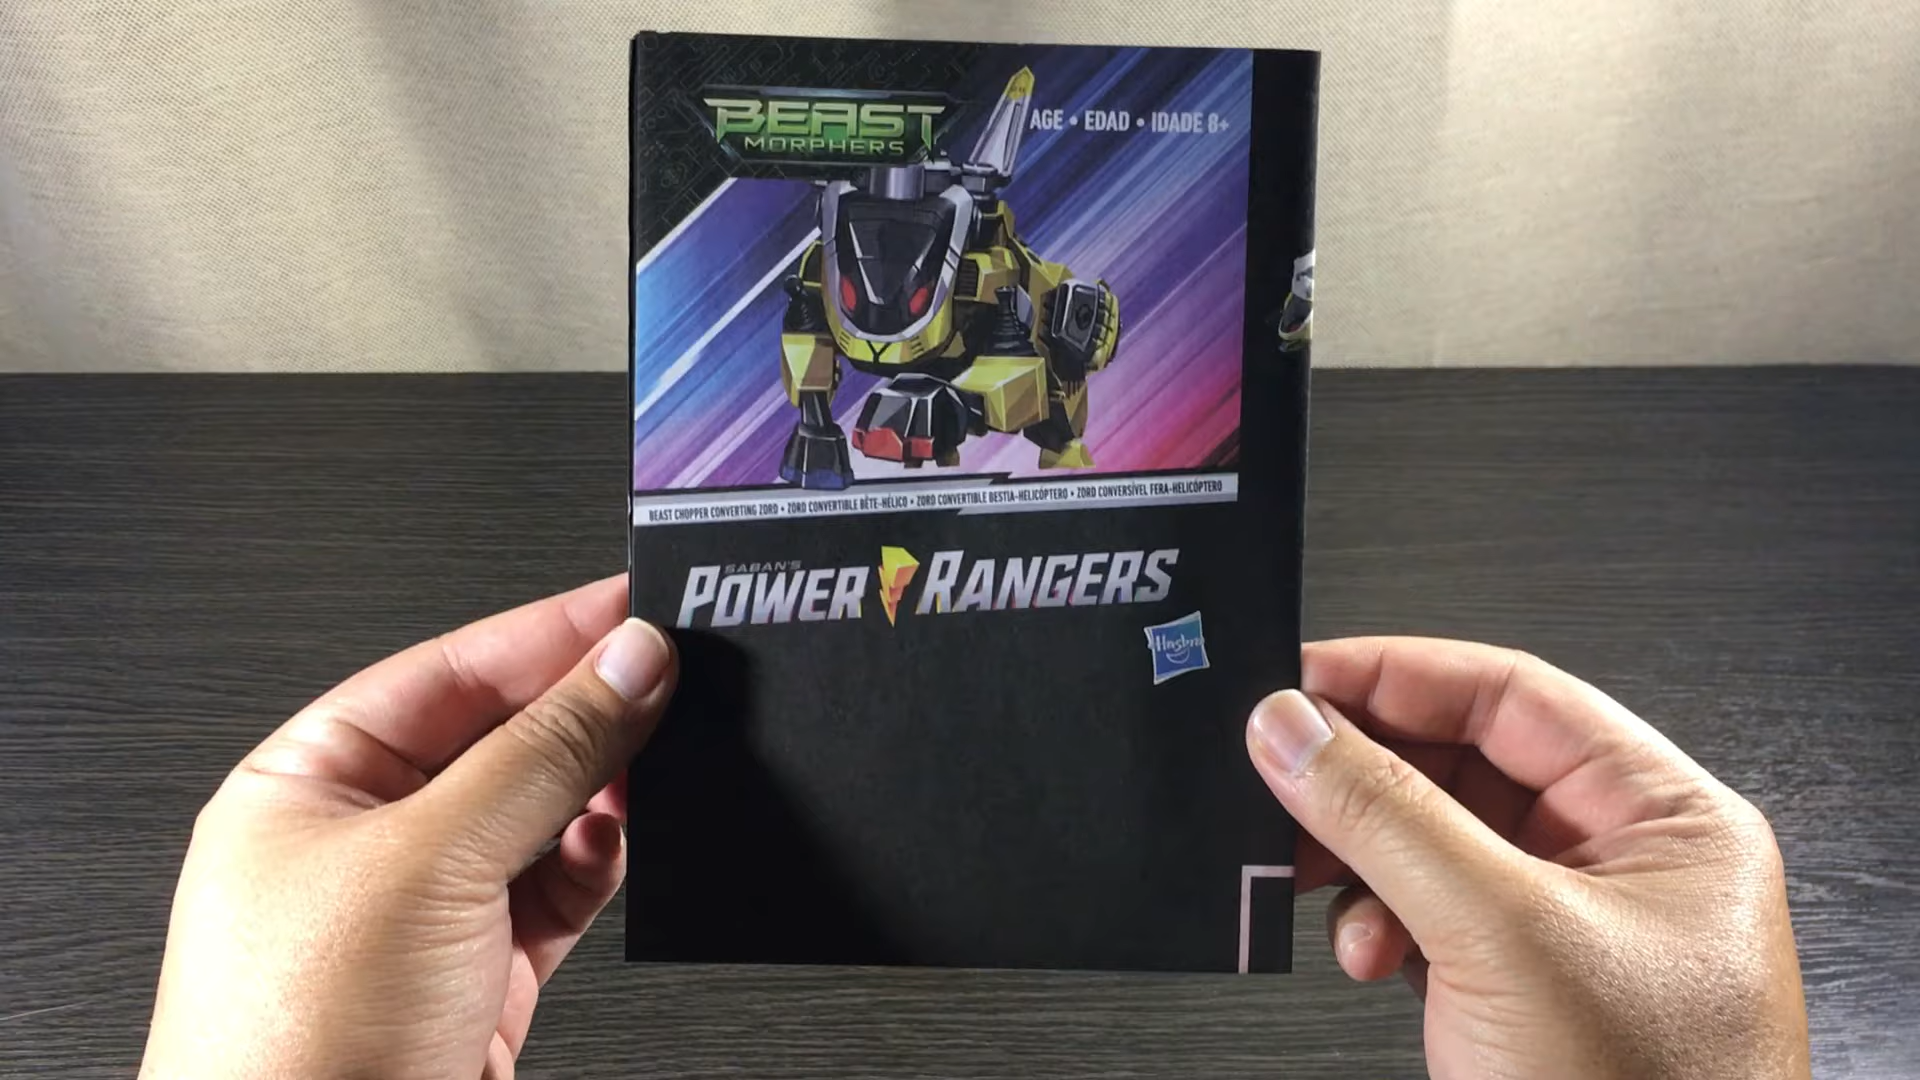 BEAST
MORPHERS
AGE • EDAD • IDADE 8+
BEAST CHOPPER CONVERTING ZORD • ZORD CONVERTIBLE BÊTE-HÉLICO • ZORD CONVERTIBLE BESTIA-HELICÓPTERO • ZORD CONVERSÍVEL FERA-HELICÓPTERO
SABAN'S
POWER RANGERS
Hasbro